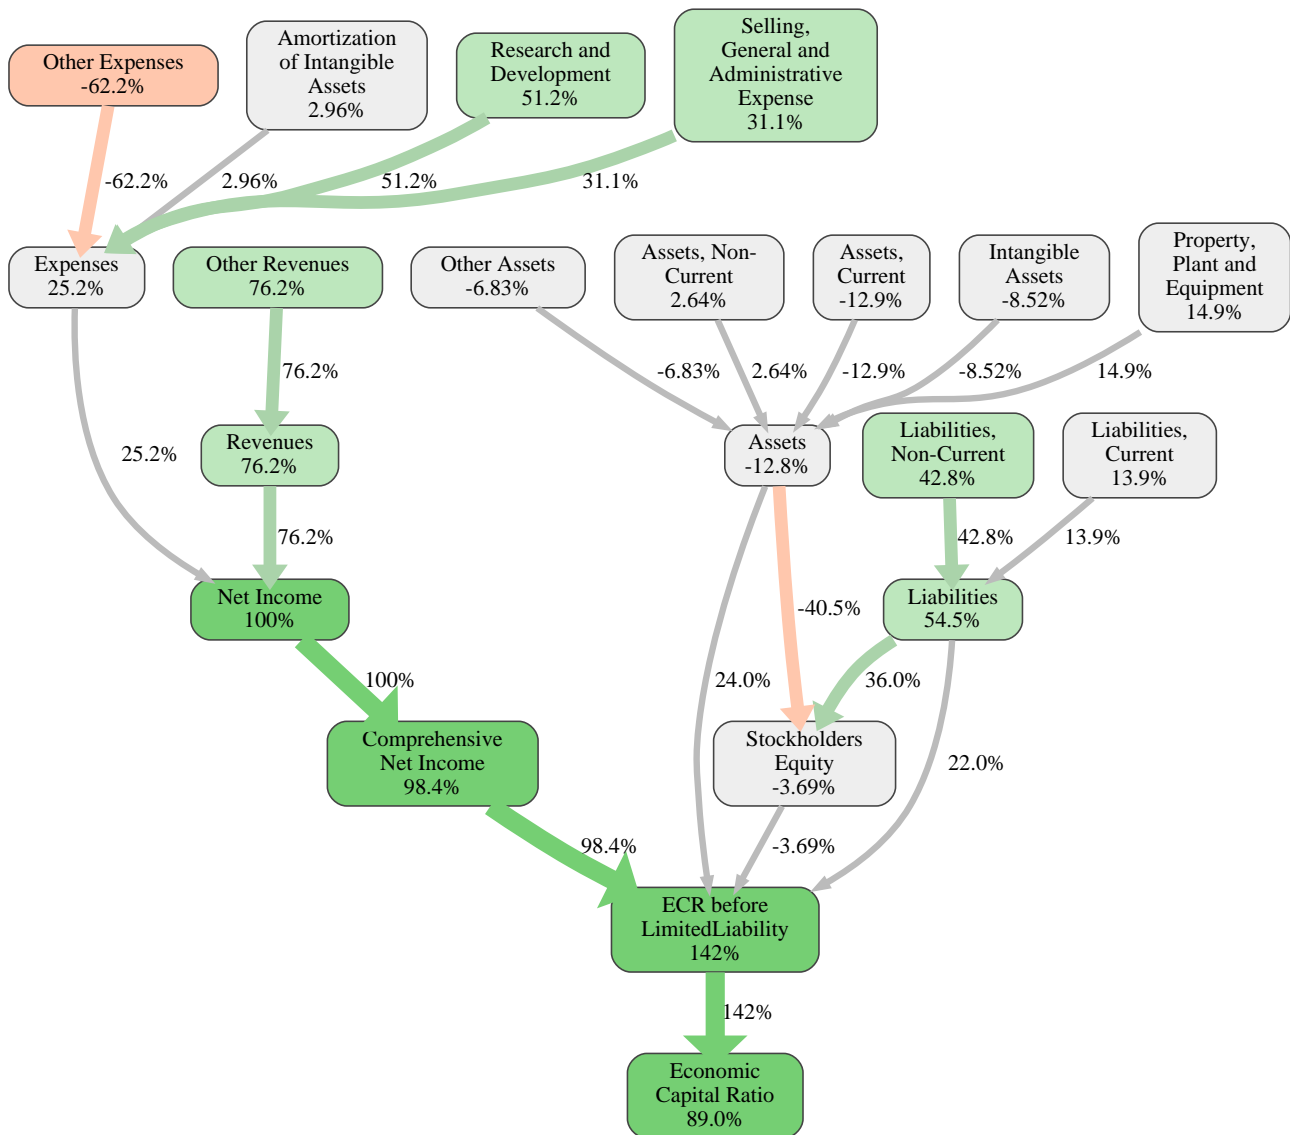 Other Expenses
-62.2%
Amortization
of Intangible
Assets
2.96%
Research and
Development
51.2%
Selling,
General and
Administrative
Expense
31.1%
-62.2%
2.96%
51.2%
31.1%
Expenses
25.2%
Other Revenues
76.2%
Other Assets
-6.83%
Assets, Non-
Current
2.64%
Assets,
Current
-12.9%
Intangible
Assets
-8.52%
Property,
Plant and
Equipment
14.9%
76.2%
-6.83%
2.64%
-12.9%
-8.52%
14.9%
25.2%
Revenues
76.2%
Assets
-12.8%
Liabilities,
Non-Current
42.8%
Liabilities,
Current
13.9%
76.2%
42.8%
13.9%
Net Income
100%
-40.5%
Liabilities
54.5%
100%
24.0%
36.0%
22.0%
Comprehensive
Net Income
98.4%
Stockholders
Equity
-3.69%
98.4%
-3.69%
ECR before
LimitedLiability
142%
142%
Economic
Capital Ratio
89.0%